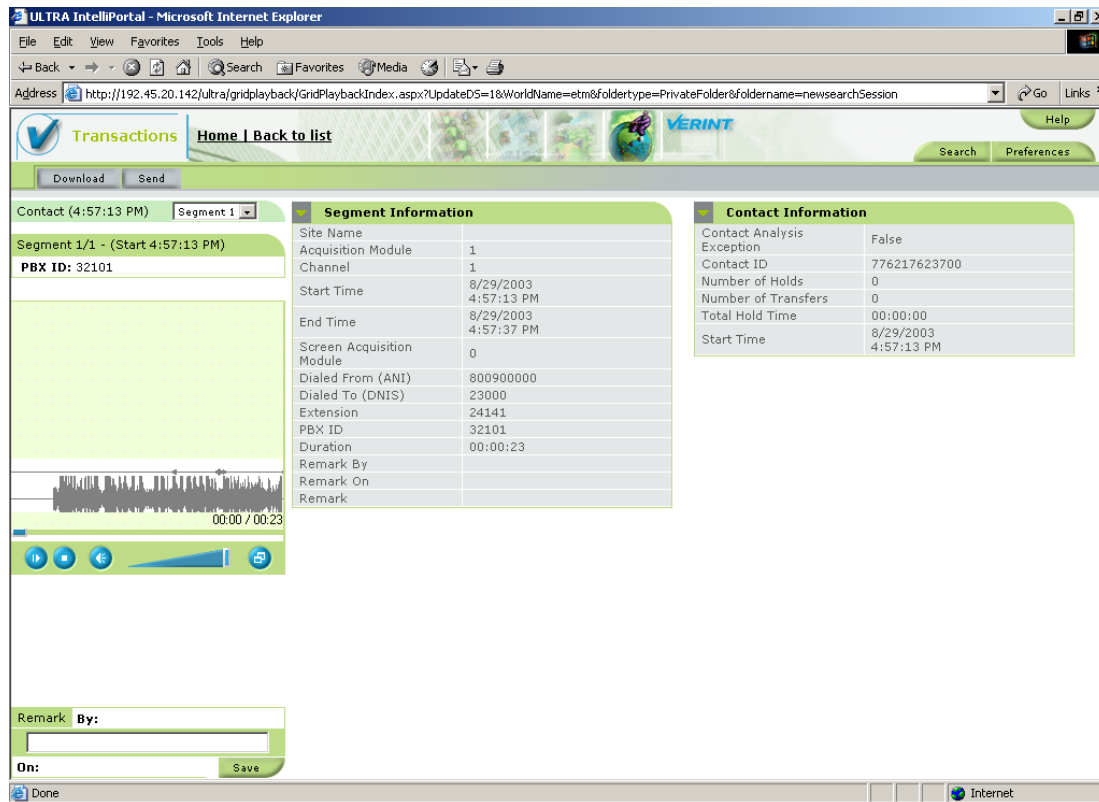 ULTRA IntelliPortal - Microsoft Internet Explorer
File Edit View Favorites Tools Help
Back Search Favorites Media
Address http://192.45.20.142/ultra/gridplayback/GridPlaybackIndex.aspx?UpdateDS=1&WorldName=etm&foldertype=PrivateFolder&foldername=newsearchSession Go Links
Transactions Home | Back to list VERINT Help
Search Preferences
Download Send
Contact (4:57:13 PM) Segment 1
Segment 1/1 - (Start 4:57:13 PM)
PBX ID: 32101
00:00 / 00:23
Segment Information
Site Name
Acquisition Module 1
Channel 1
Start Time 8/29/2003
4:57:13 PM
End Time 8/29/2003
4:57:37 PM
Screen Acquisition
Module 0
Dialed From (ANI) 800900000
Dialed To (DNIS) 23000
Extension 24141
PBX ID 32101
Duration 00:00:23
Remark By
Remark On
Remark
Contact Information
Contact Analysis
Exception False
Contact ID 776217623700
Number of Holds 0
Number of Transfers 0
Total Hold Time 00:00:00
Start Time 8/29/2003
4:57:13 PM
Remark By:
On: Save
Done Internet